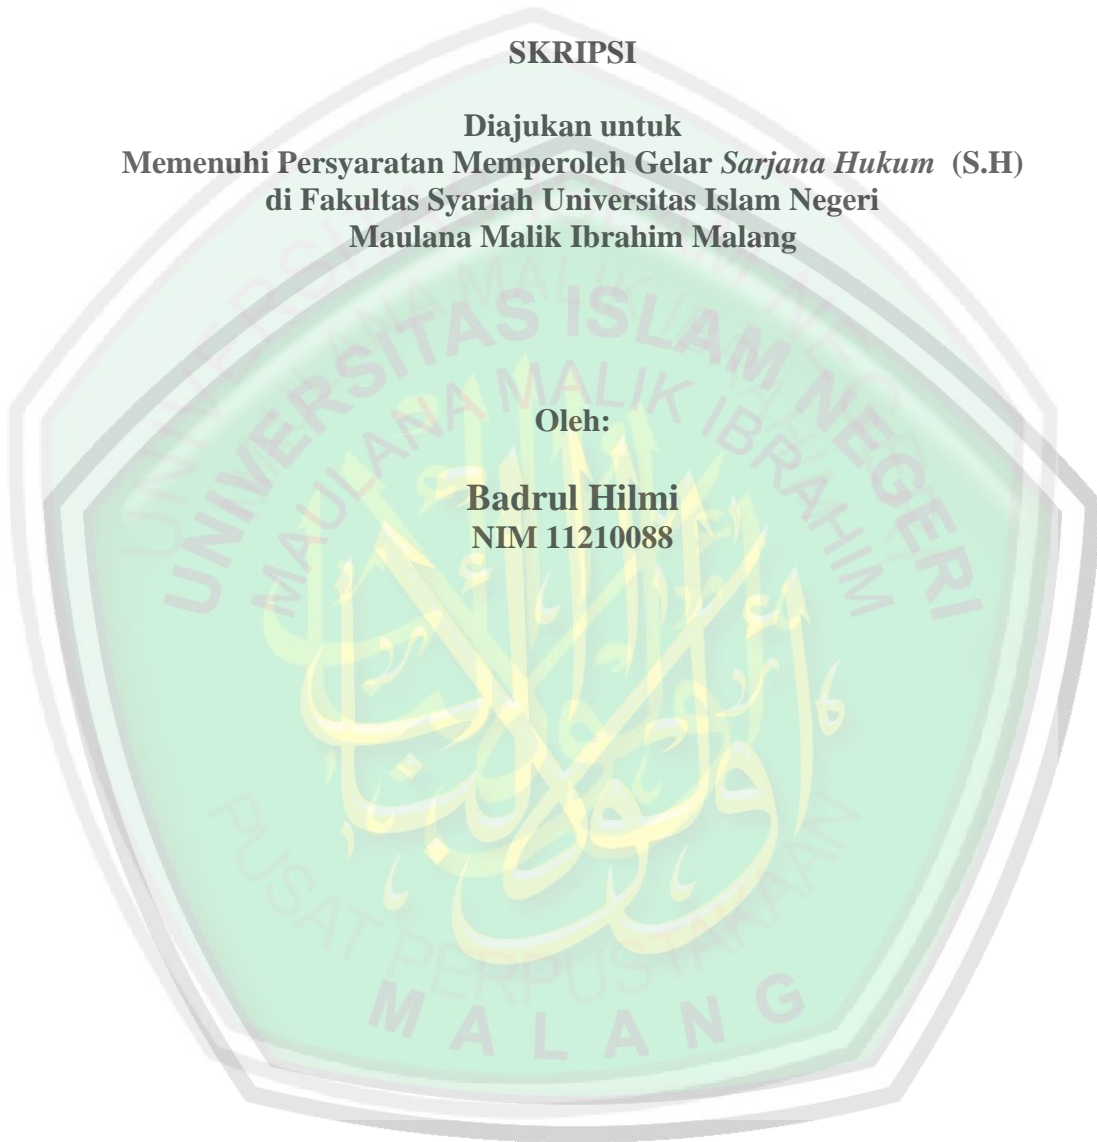 SKRIPSI
Diajukan untuk
Memenuhi Persyaratan Memperoleh Gelar Sarjana Hukum (S.H)
di Fakultas Syariah Universitas Islam Negeri
Maulana Malik Ibrahim Malang
Oleh:
Badrul Hilmi
NIM 11210088
UNIVERSITAS ISLAM NEGERI
MAULANA MALIK IBRAHIM
PUSAT PERPUSTAKAAN
MALANG